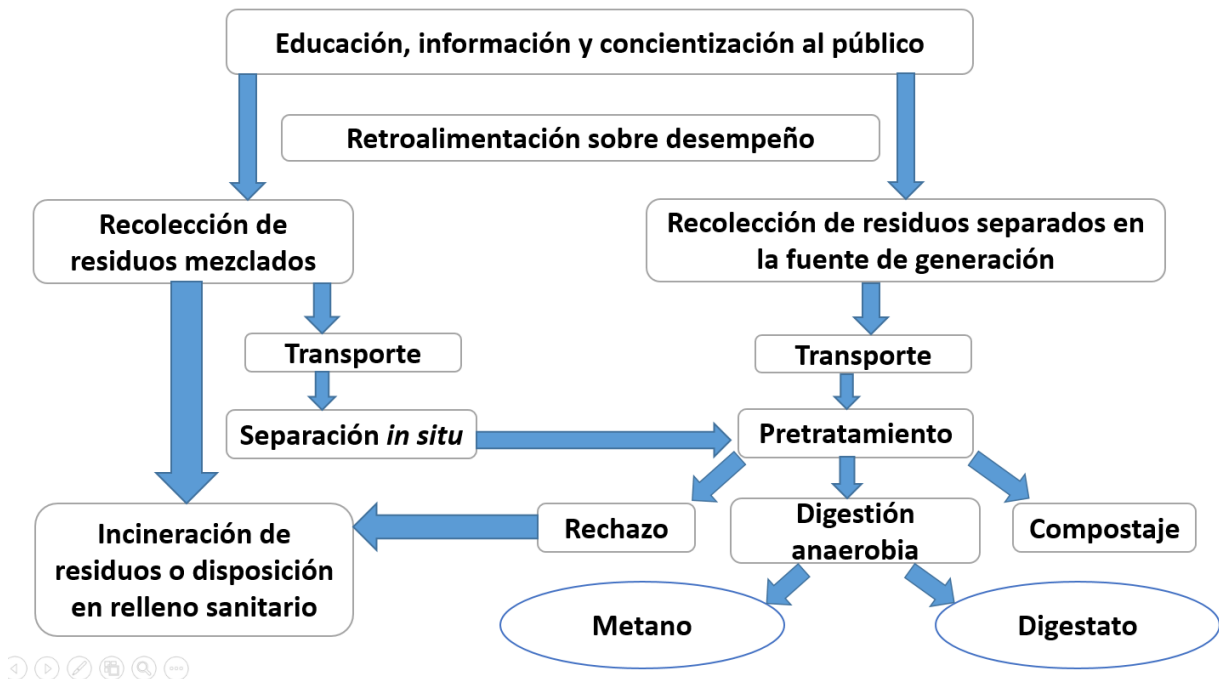 Educación, información y concientización al público
Retroalimentación sobre desempeño
Recolección de
residuos mezclados
Recolección de residuos separados en
la fuente de generación
Transporte
Transporte
Separación in situ
Pretratamiento
Incineración de
residuos o disposición
en relleno sanitario
Rechazo
Digestión
anaerobia
Compostaje
Metano
Digestato